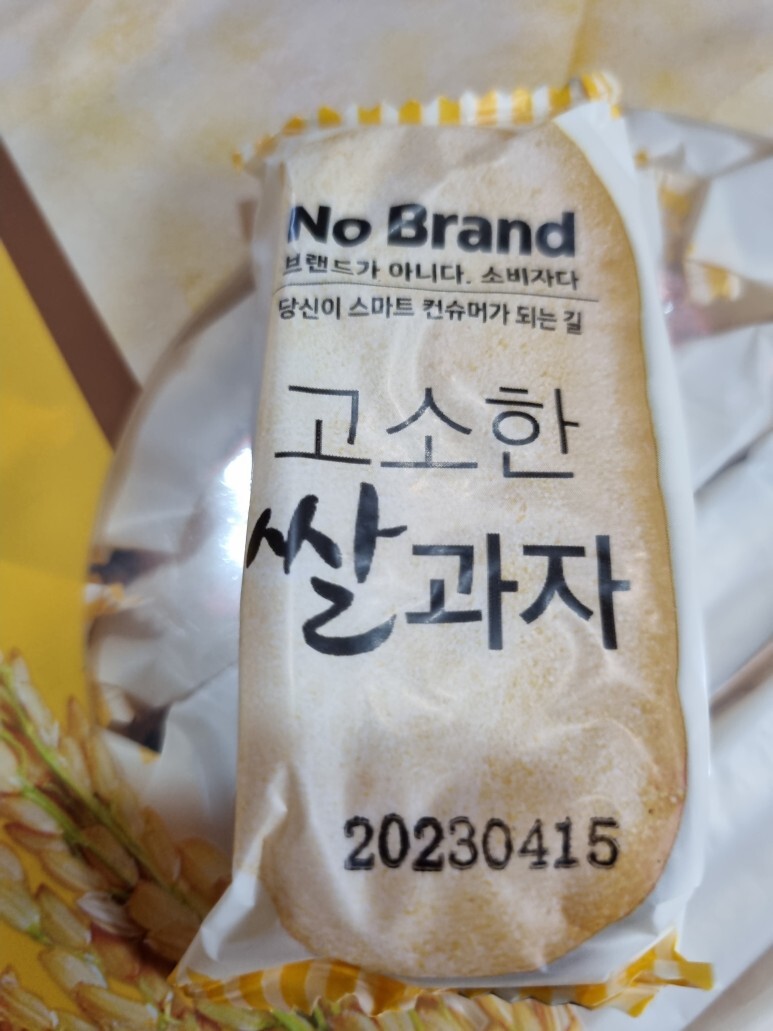 No Brand
브랜드가 아니다. 소비자다
당신이 스마트 컨슈머가 되는 길
고소한
쌀과자
20230415